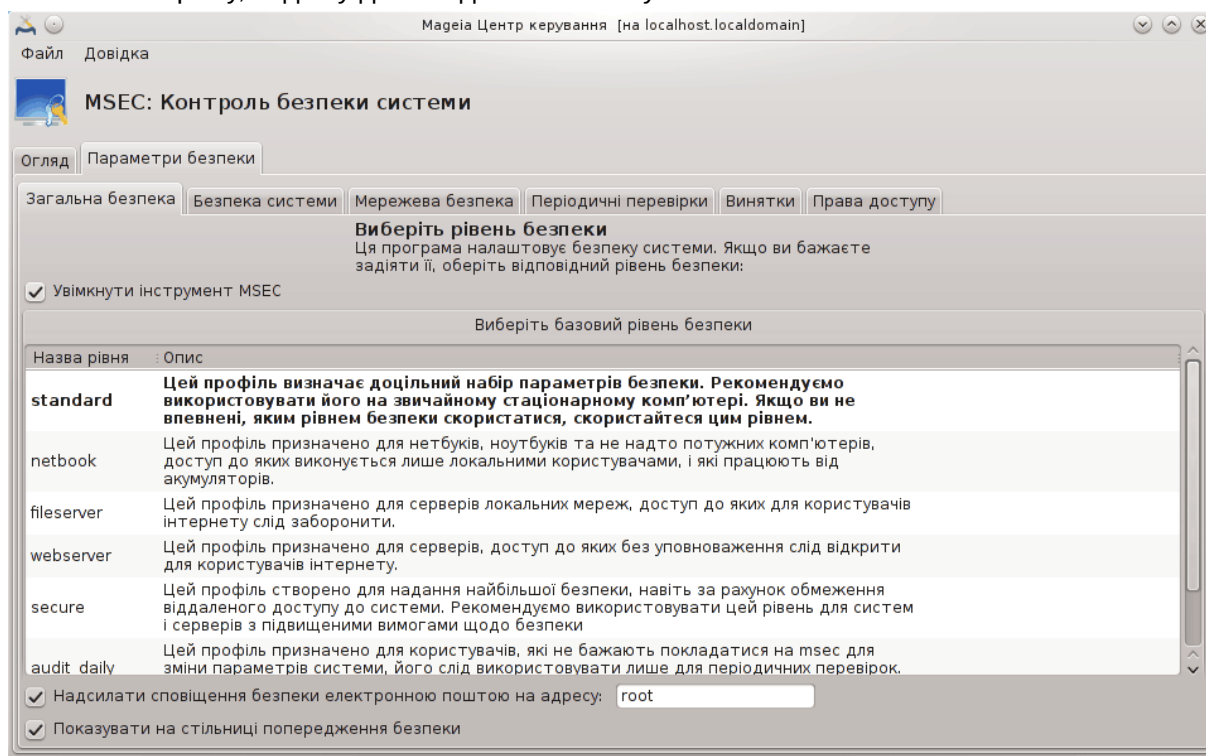 Mageia Центр керування [на localhost.localdomain]
Файл Довідка
MSEC: Контроль безпеки системи
Огляд Параметри безпеки
Загальна безпека Безпека системи Мережева безпека Періодичні перевірки Винятки Права доступу
Виберіть рівень безпеки
Ця програма налаштовує безпеку системи. Якщо ви бажаєте
задіяти її, оберіть відповідний рівень безпеки:
Увімкнути інструмент MSEC
Виберіть базовий рівень безпеки
Назва рівня Опис
standard
Цей профіль визначає доцільний набір параметрів безпеки. Рекомендуємо
використовувати його на звичайному стаціонарному комп’ютері. Якщо ви не
впевнені, яким рівнем безпеки скористатися, скористайтеся цим рівнем.
netbook
Цей профіль призначено для нетбуків, ноутбуків та не надто потужних комп'ютерів,
доступ до яких виконується лише локальними користувачами, і які працюють від
акумуляторів.
fileserver
Цей профіль призначено для серверів локальних мереж, доступ до яких для користувачів
інтернету слід заборонити.
webserver
Цей профіль призначено для серверів, доступ до яких без уповноваження слід відкрити
для користувачів інтернету.
secure
Цей профіль створено для надання найбільшої безпеки, навіть за рахунок обмеження
віддаленого доступу до системи. Рекомендуємо використовувати цей рівень для систем
і серверів з підвищеними вимогами щодо безпеки
audit_daily
Цей профіль призначено для користувачів, які не бажають покладатися на msec для
зміни параметрів системи, його слід використовувати лише для періодичних перевірок.
Надсилати сповіщення безпеки електронною поштою на адресу: root
Показувати на стільниці попередження безпеки